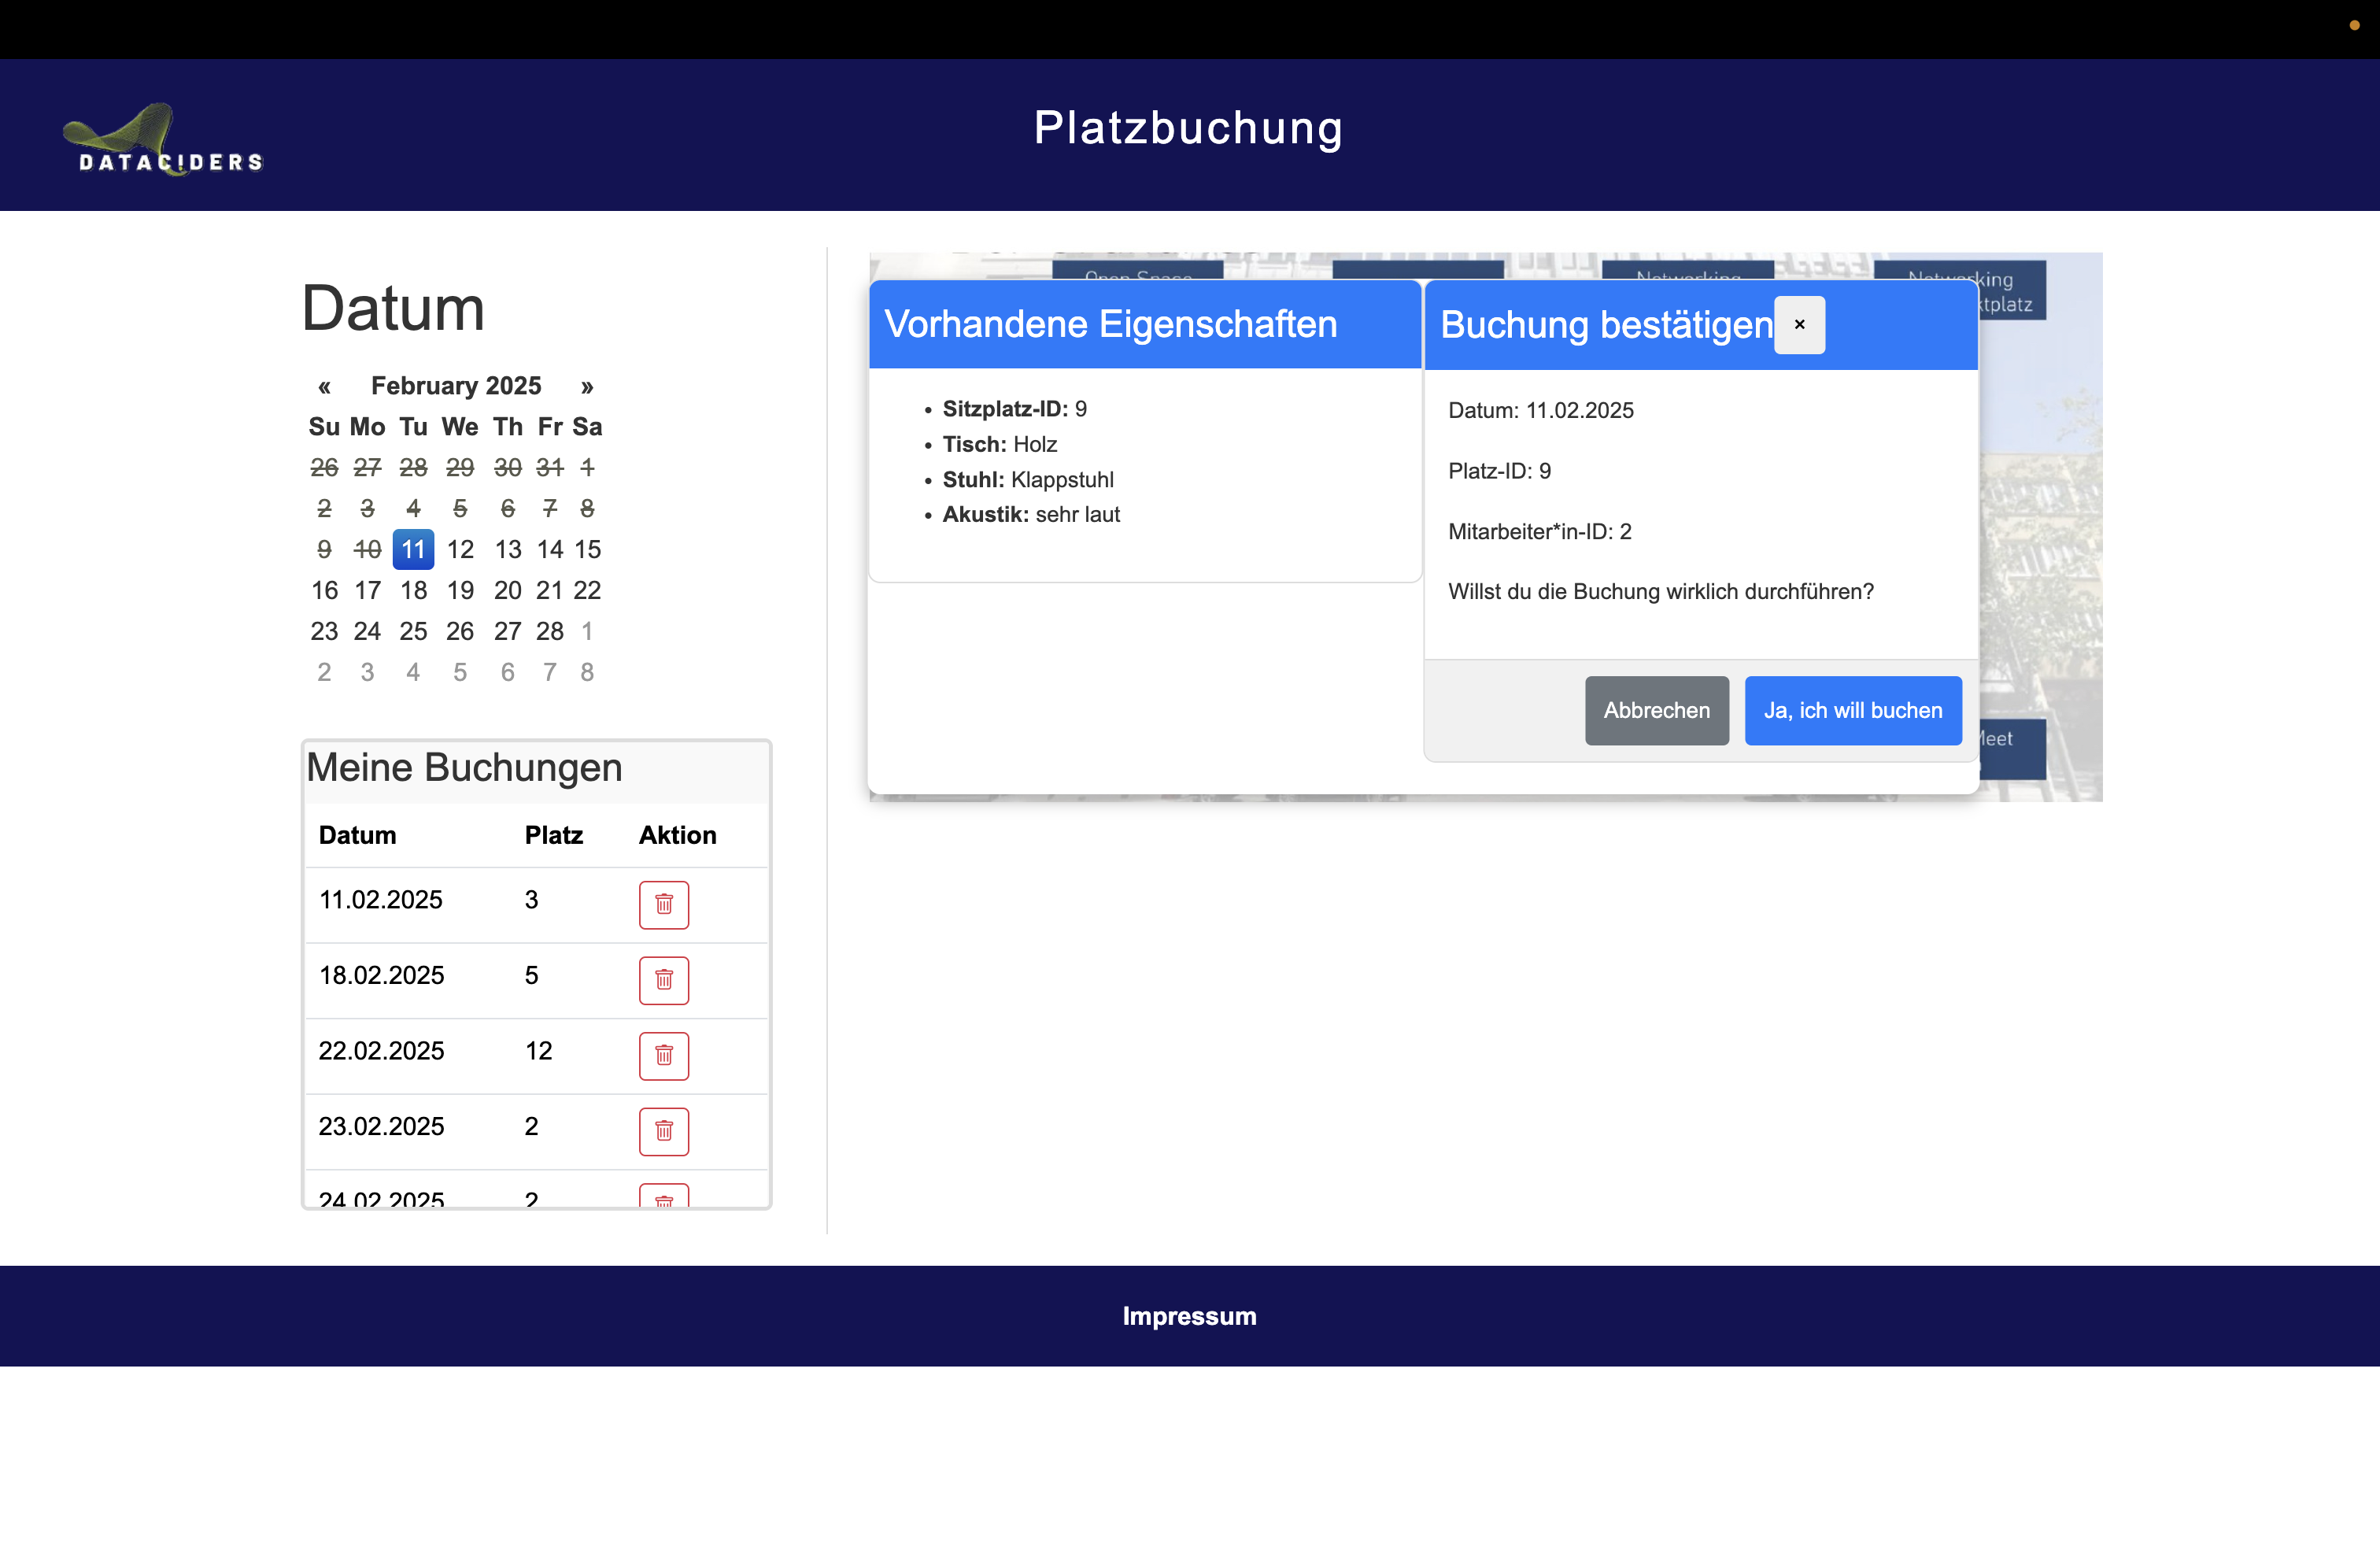 DATAC!DERS
Platzbuchung
Datum
« February 2025 »
Su Mo Tu We Th Fr Sa
26 27 28 29 30 31 1
2 3 4 5 6 7 8
9 10 11 12 13 14 15
16 17 18 19 20 21 22
23 24 25 26 27 28 1
2 3 4 5 6 7 8
Meine Buchungen
Datum Platz Aktion
11.02.2025 3
18.02.2025 5
22.02.2025 12
23.02.2025 2
24.02.2025 2
Open Space
Networking
Networking
Vorhandene Eigenschaften
• Sitzplatz-ID: 9
• Tisch: Holz
• Stuhl: Klappstuhl
• Akustik: sehr laut
Buchung bestätigen ×
Datum: 11.02.2025
Platz-ID: 9
Mitarbeiter*in-ID: 2
Willst du die Buchung wirklich durchführen?
Abbrechen Ja, ich will buchen
Impressum